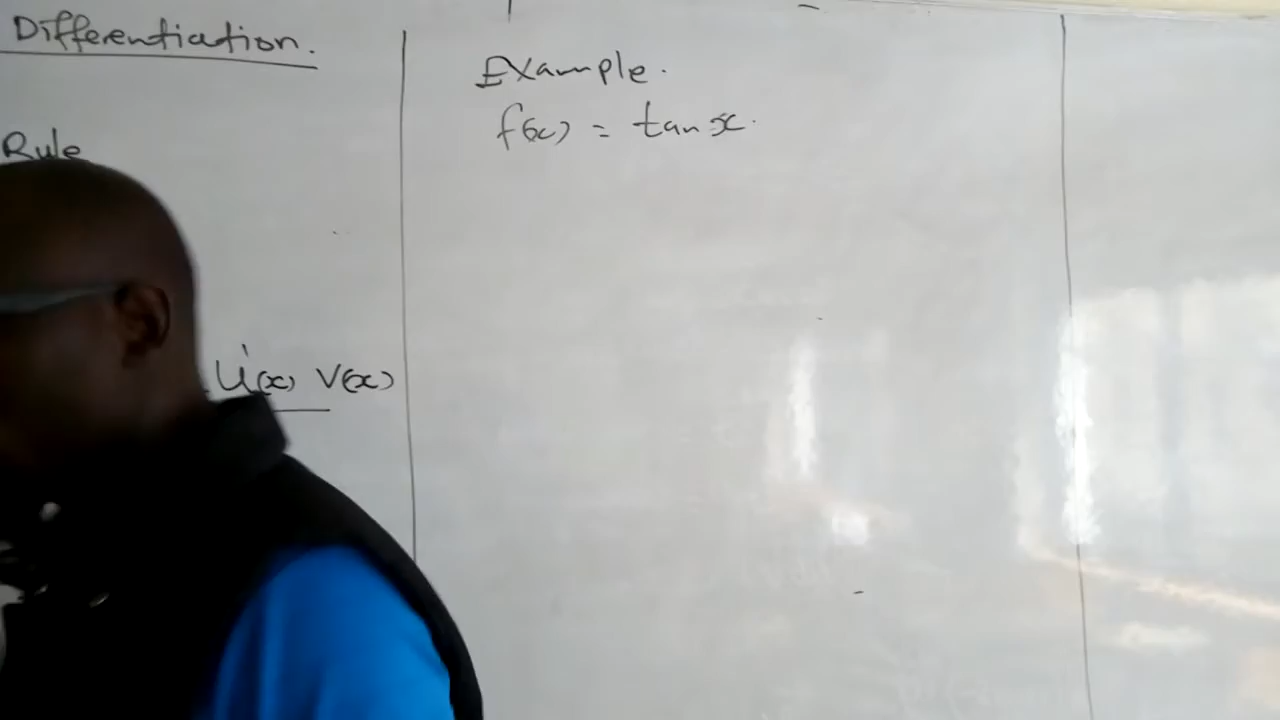 Differentiation.
Rule
U'(x) V(x)
Example.
f(x) = tan x.